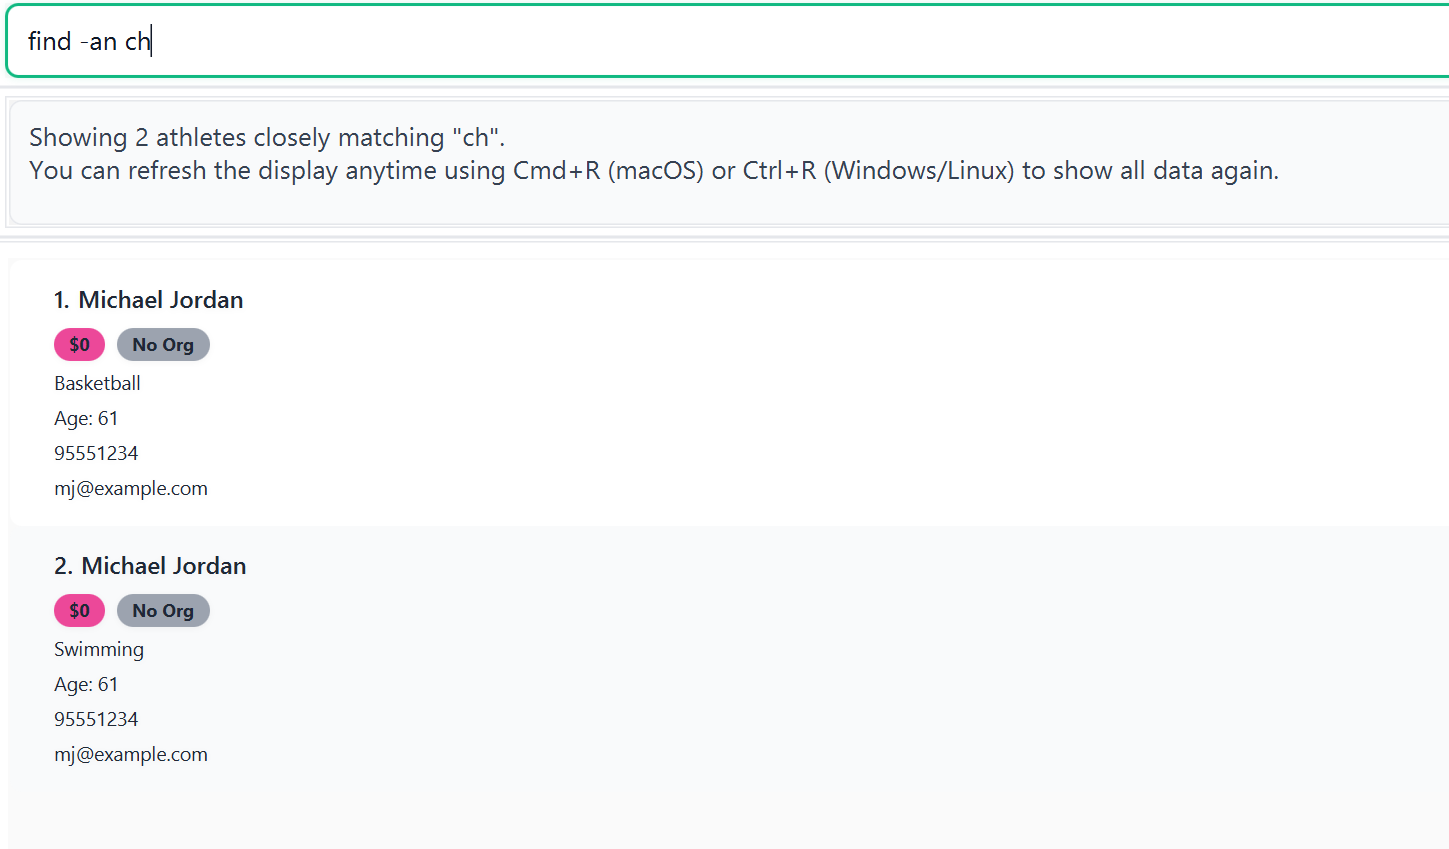 find -an ch
Showing 2 athletes closely matching "ch".
You can refresh the display anytime using Cmd+R (macOS) or Ctrl+R (Windows/Linux) to show all data again.
1. Michael Jordan
$0 No Org
Basketball
Age: 61
95551234
mj@example.com
2. Michael Jordan
$0 No Org
Swimming
Age: 61
95551234
mj@example.com